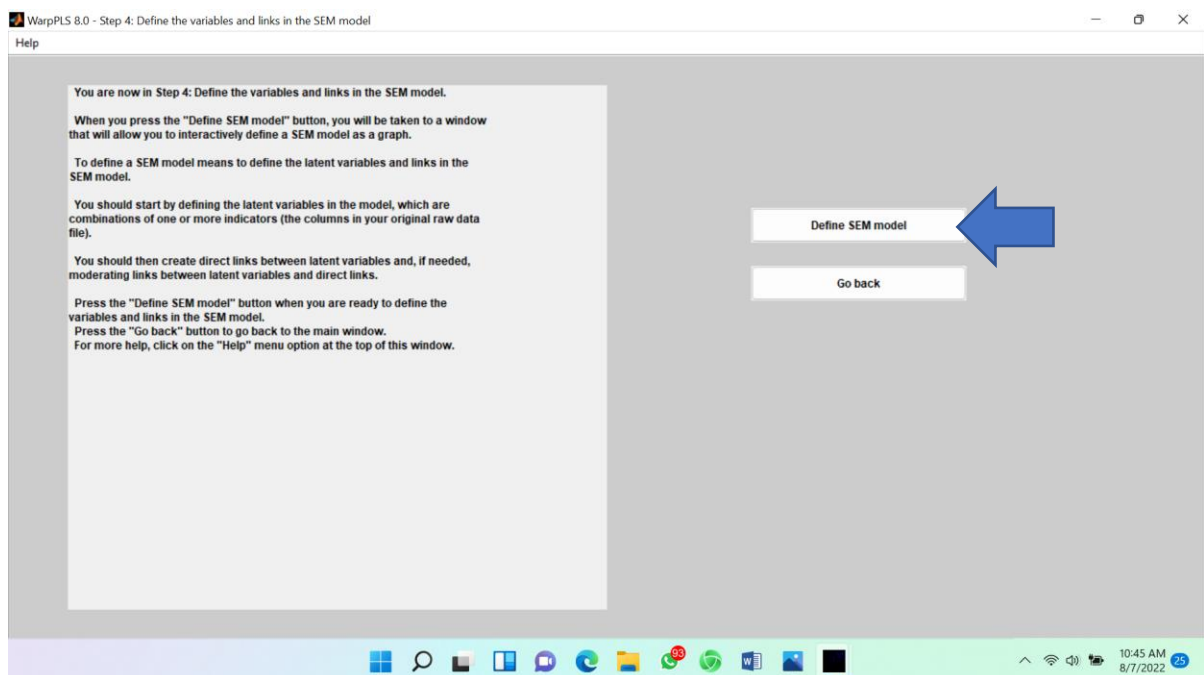 WarpPLS 8.0 - Step 4: Define the variables and links in the SEM model
Help
You are now in Step 4: Define the variables and links in the SEM model.
When you press the "Define SEM model" button, you will be taken to a window
that will allow you to interactively define a SEM model as a graph.
To define a SEM model means to define the latent variables and links in the
SEM model.
You should start by defining the latent variables in the model, which are
combinations of one or more indicators (the columns in your original raw data
file).
You should then create direct links between latent variables and, if needed,
moderating links between latent variables and direct links.
Press the "Define SEM model" button when you are ready to define the
variables and links in the SEM model.
Press the "Go back" button to go back to the main window.
For more help, click on the "Help" menu option at the top of this window.
Define SEM model
Go back
93
10:45 AM
8/7/2022
25